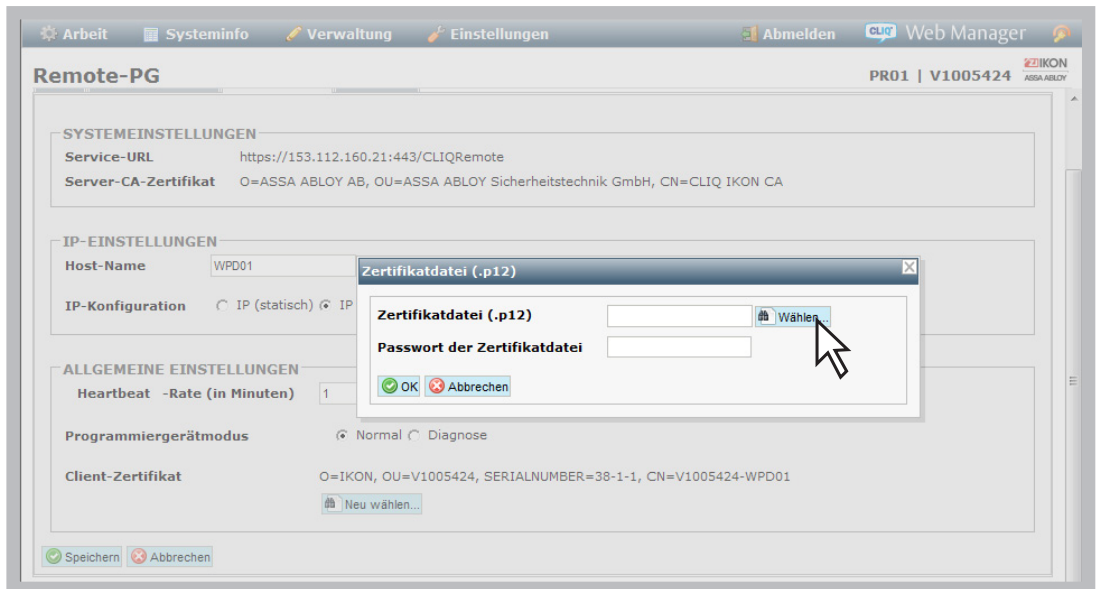 Arbeit Systeminfo Verwaltung Einstellungen Abmelden CLIQ Web Manager
Remote-PG PR01 | V1005424 IKON
ASSA ABLOY
SYSTEMEINSTELLUNGEN
Service-URL https://153.112.160.21:443/CLIQRemote
Server-CA-Zertifikat O=ASSA ABLOY AB, OU=ASSA ABLOY Sicherheitstechnik GmbH, CN=CLIQ IKON CA
IP-EINSTELLUNGEN
Host-Name WPD01
Zertifikatdatei (.p12)
IP-Konfiguration IP (statisch) IP
Zertifikatdatei (.p12) Wählen...
Passwort der Zertifikatdatei
OK Abbrechen
ALLGEMEINE EINSTELLUNGEN
Heartbeat -Rate (in Minuten) 1
Programmiergerätmodus Normal Diagnose
Client-Zertifikat O=IKON, OU=V1005424, SERIALNUMBER=38-1-1, CN=V1005424-WPD01
Neu wählen...
Speichern Abbrechen